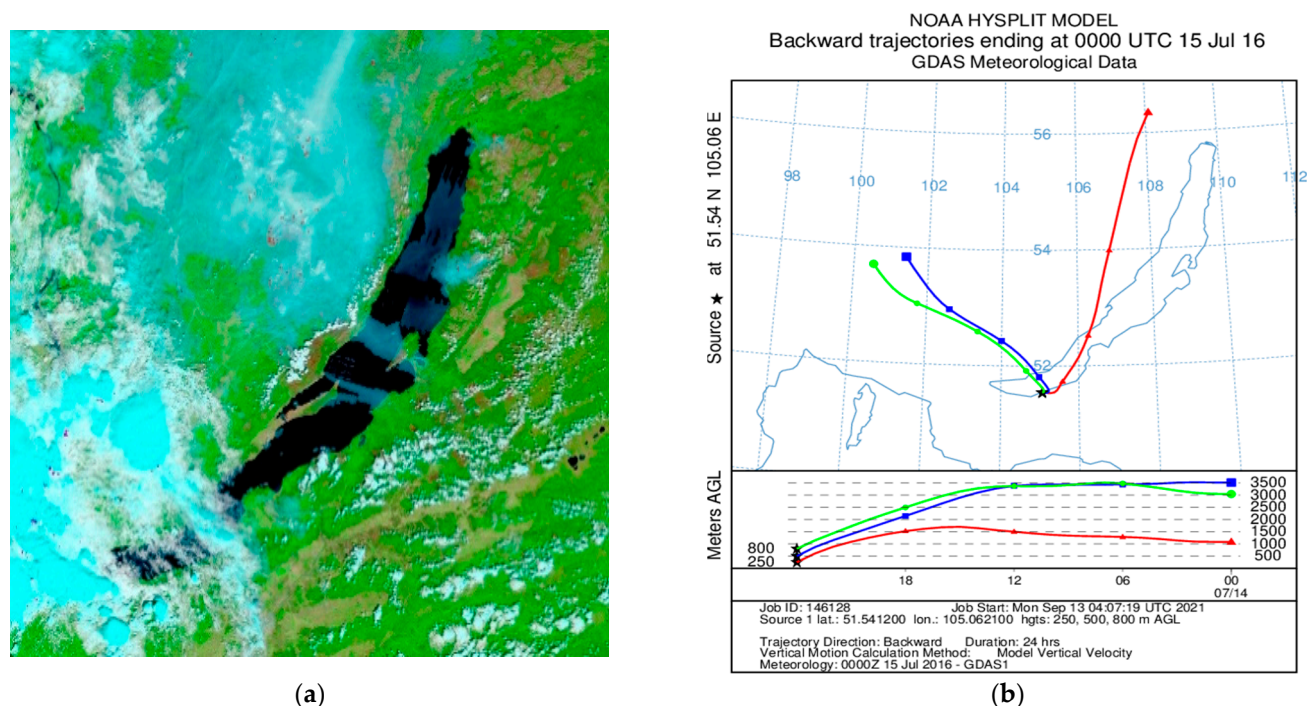 NOAA HYSPLIT MODEL
Backward trajectories ending at 0000 UTC 15 Jul 16
GDAS Meteorological Data
Source ★ at 51.54 N 105.06 E
56
98
100
102
104
106
108
110
112
54
52
Meters AGL
3500
3000
2500
2000
1500
1000
500
800
250
18
12
06
00
07/14
Job ID: 146128 Job Start: Mon Sep 13 04:07:19 UTC 2021
Source 1 lat.: 51.541200 lon.: 105.062100 hgts: 250, 500, 800 m AGL
Trajectory Direction: Backward Duration: 24 hrs
Vertical Motion Calculation Method: Model Vertical Velocity
Meteorology: 0000Z 15 Jul 2016 - GDAS1
(a)
(b)